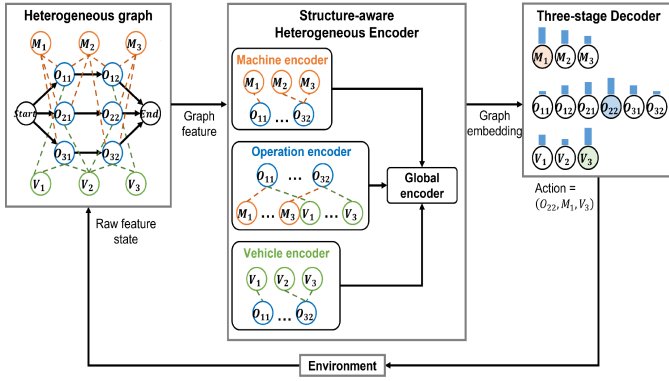 Heterogeneous graph
M₁ M₂ M₃
O₁₁ O₁₂
Start O₂₁ O₂₂ End
O₃₁ O₃₂
V₁ V₂ V₃
Graph
feature
Structure-aware
Heterogeneous Encoder
Machine encoder
M₁ M₂ M₃
O₁₁ ... O₃₂
Operation encoder
O₁₁ ... O₃₂
M₁ ... M₃ V₁ ... V₃
Vehicle encoder
V₁ V₂ V₃
O₁₁ ... O₃₂
Global
encoder
Graph
embedding
Three-stage Decoder
M₁ M₂ M₃
O₁₁ O₁₂ O₂₁ O₂₂ O₃₁ O₃₂
V₁ V₂ V₃
Action =
(O₂₂, M₁, V₃)
Raw feature
state
Environment